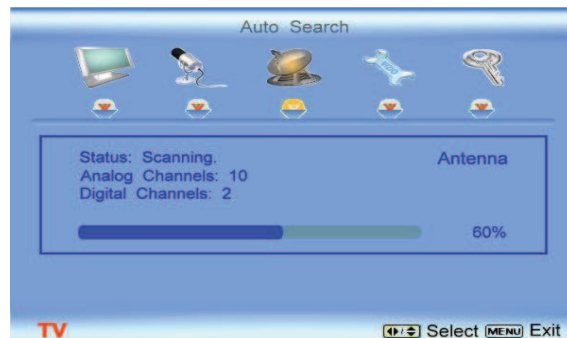 Auto Search
Status: Scanning.
Antenna
Analog Channels: 10
Digital Channels: 2
60%
TV
Select MENU Exit